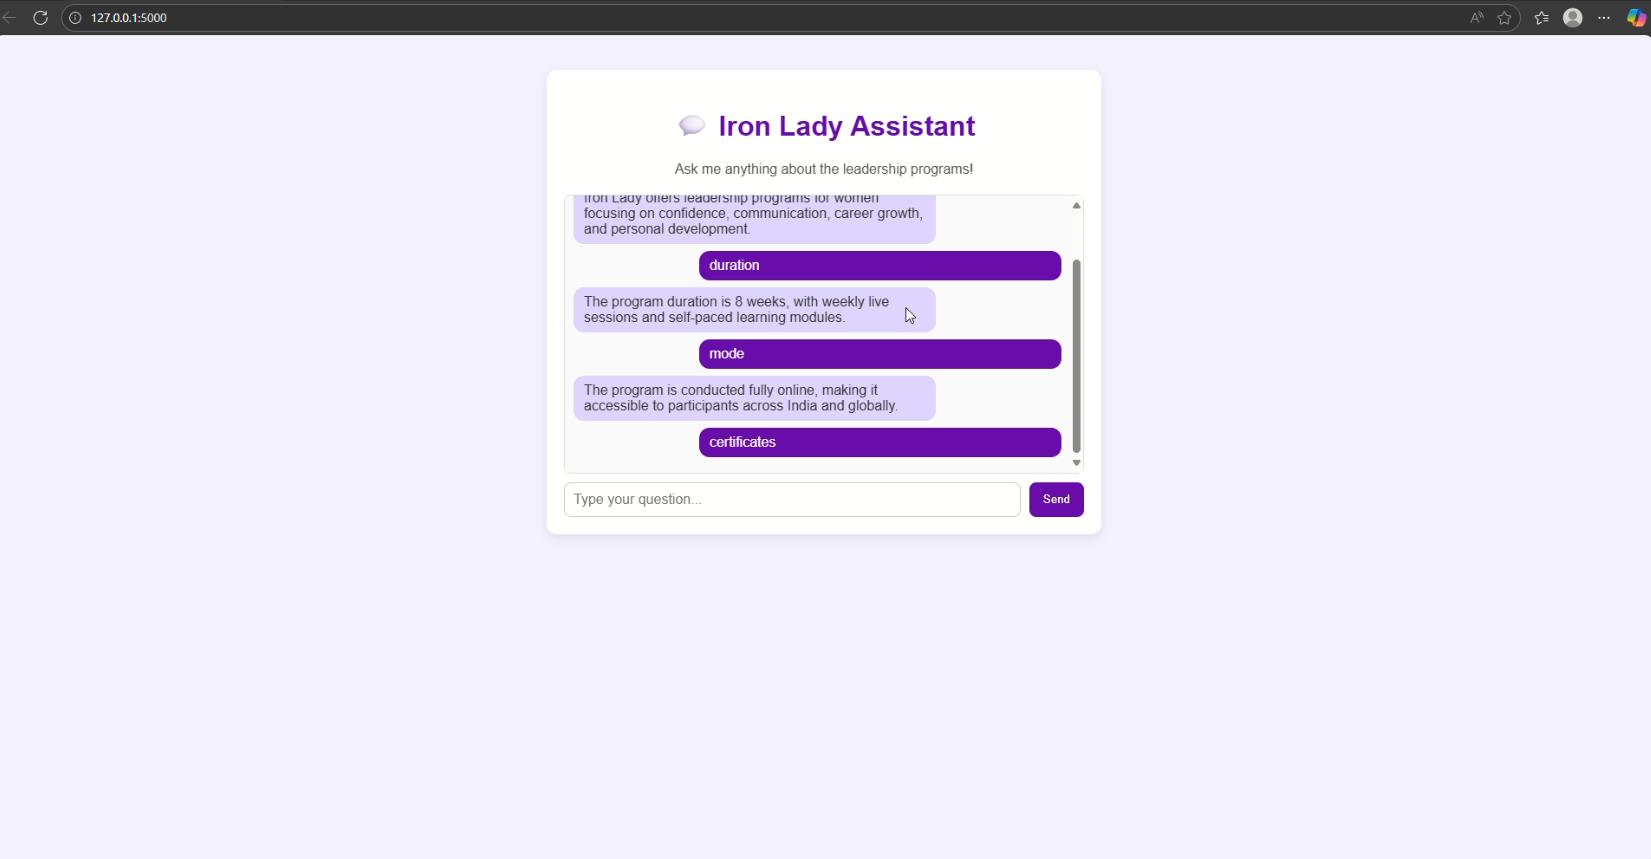 127.0.0.1:5000
Iron Lady Assistant
Ask me anything about the leadership programs!
Iron Lady offers leadership programs for women
focusing on confidence, communication, career growth,
and personal development.
duration
The program duration is 8 weeks, with weekly live
sessions and self-paced learning modules.
mode
The program is conducted fully online, making it
accessible to participants across India and globally.
certificates
Type your question...
Send